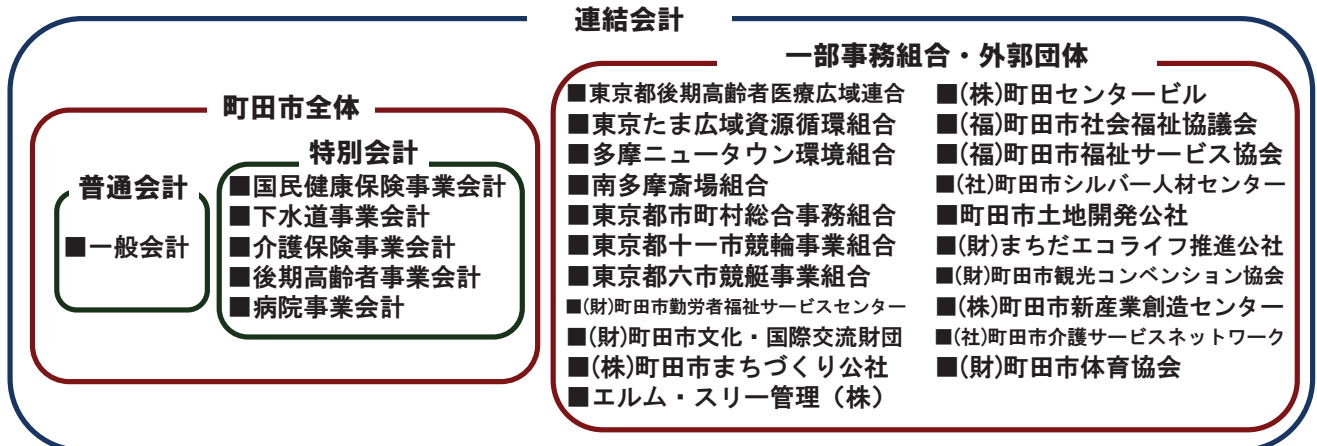 連結会計
町田市全体
普通会計
■一般会計
特別会計
■国民健康保険事業会計
■下水道事業会計
■介護保険事業会計
■後期高齢者事業会計
■病院事業会計
一部事務組合・外郭団体
■東京都後期高齢者医療広域連合
■東京たま広域資源循環組合
■多摩ニュータウン環境組合
■南多摩斎場組合
■東京都市町村総合事務組合
■東京都十一市競輪事業組合
■東京都六市競艇事業組合
■(財)町田市勤労者福祉サービスセンター
■(財)町田市文化・国際交流財団
■(株)町田市まちづくり公社
■エルム・スリー管理（株）
■(株)町田センタービル
■(福)町田市社会福祉協議会
■(福)町田市福祉サービス協会
■(社)町田市シルバー人材センター
■町田市土地開発公社
■(財)まちだエコライフ推進公社
■(財)町田市観光コンベンション協会
■(株)町田市新産業創造センター
■(社)町田市介護サービスネットワーク
■(財)町田市体育協会